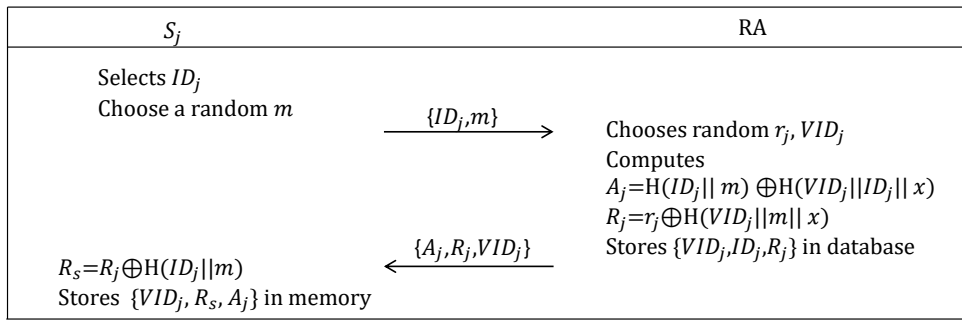 S_j RA
Selects ID_j
Choose a random m
{ID_j,m}
Chooses random r_j, VID_j
Computes
A_j=H(ID_j|| m) ⨁H(VID_j||ID_j|| x)
R_j=r_j⨁H(VID_j||m|| x)
{A_j,R_j,VID_j}
Stores {VID_j,ID_j,R_j} in database
R_s=R_j⨁H(ID_j||m)
Stores {VID_j, R_s, A_j} in memory